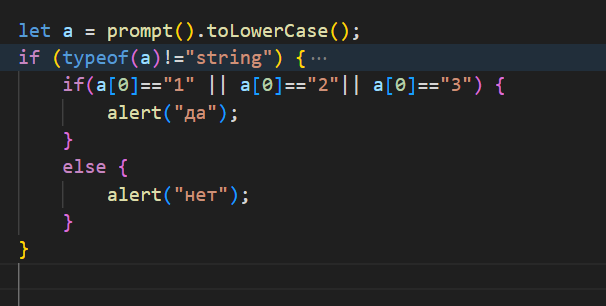 let a = prompt().toLowerCase();
if (typeof(a)!="string") {···
if(a[0]=="1" || a[0]=="2"|| a[0]=="3") {
alert("да");
}
else {
alert("нет");
}
}